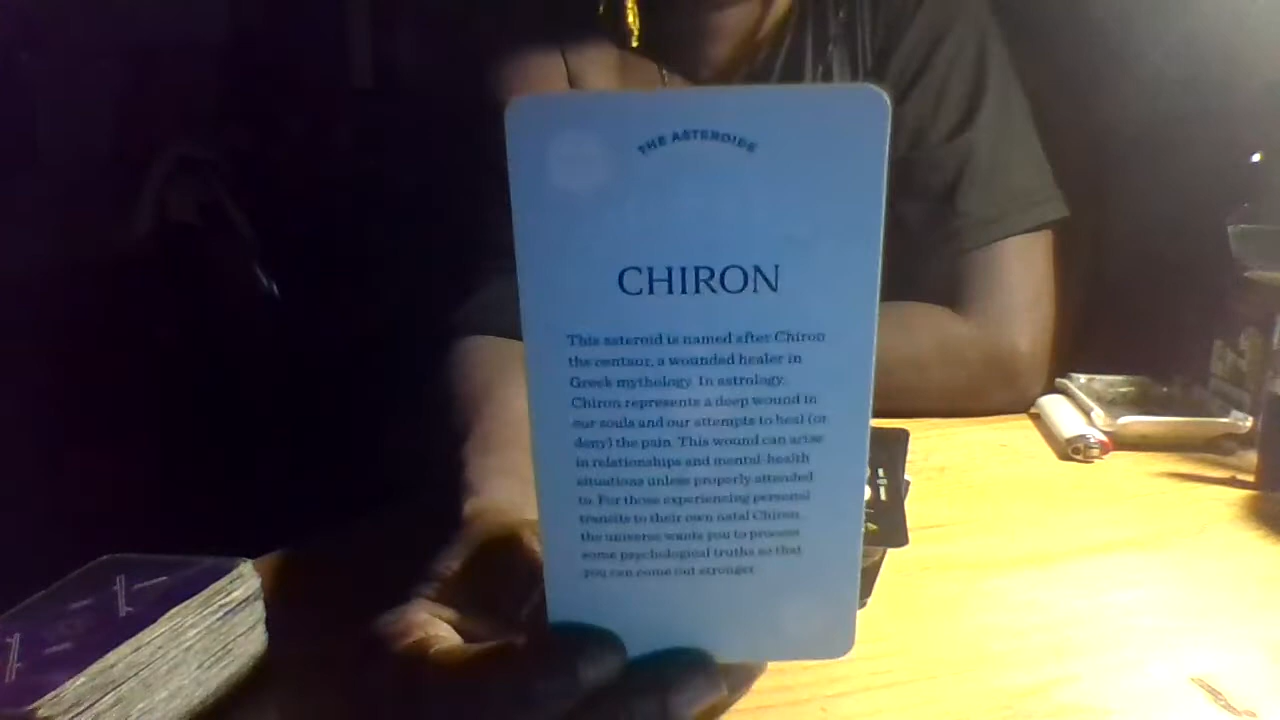 THE ASTEROIDS
CHIRON
This asteroid is named after Chiron
the centaur, a wounded healer in
Greek mythology. In astrology,
Chiron represents a deep wound in
our souls and our attempts to heal (or
deny) the pain. This wound can arise
in relationships and mental-health
situations unless properly attended
to. For those experiencing personal
transits to their own natal Chiron,
the universe wants you to process
some psychological truths so that
you can come out stronger.